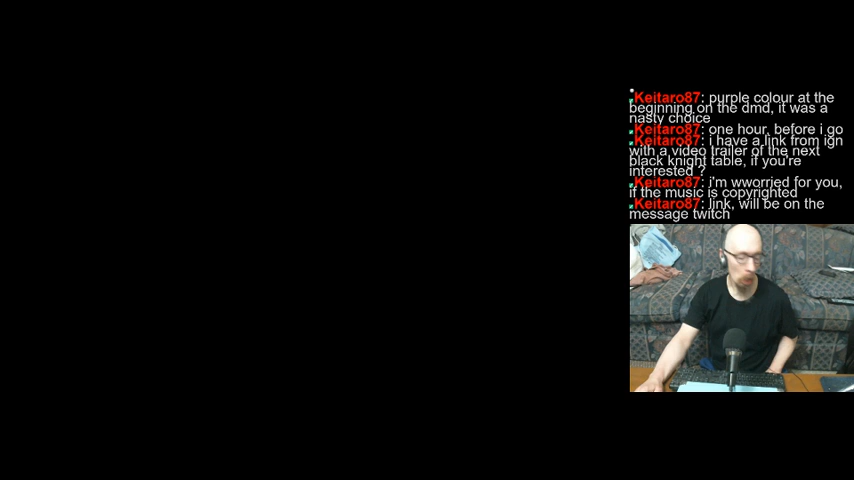 Keitaro87: purple colour at the
beginning on the dmd, it was a
nasty choice
Keitaro87: one hour, before i go
Keitaro87: i have a link from ign
with a video trailer of the next
black knight table, if you're
interested ?
Keitaro87: i'm wworried for you,
if the music is copyrighted
Keitaro87: link, will be on the
message twitch